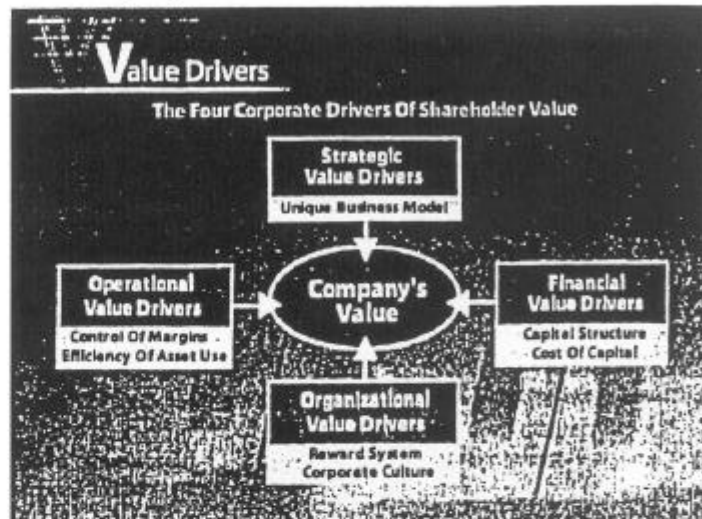 Value Drivers
The Four Corporate Drivers Of Shareholder Value
Strategic
Value Drivers
Unique Business Model
Operational
Value Drivers
Control Of Margins
Efficiency Of Asset Use
Company's
Value
Financial
Value Drivers
Capital Structure
Cost Of Capital
Organizational
Value Drivers
Reward System
Corporate Culture